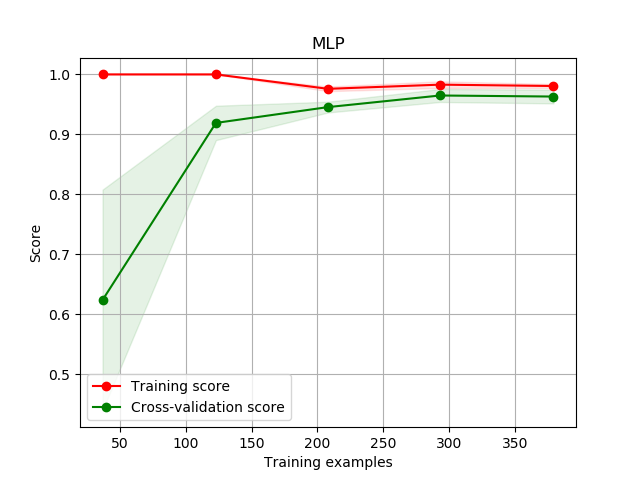 MLP
1.0
0.9
0.8
0.7
0.6
0.5
Score
Training score
Cross-validation score
50 100 150 200 250 300 350
Training examples